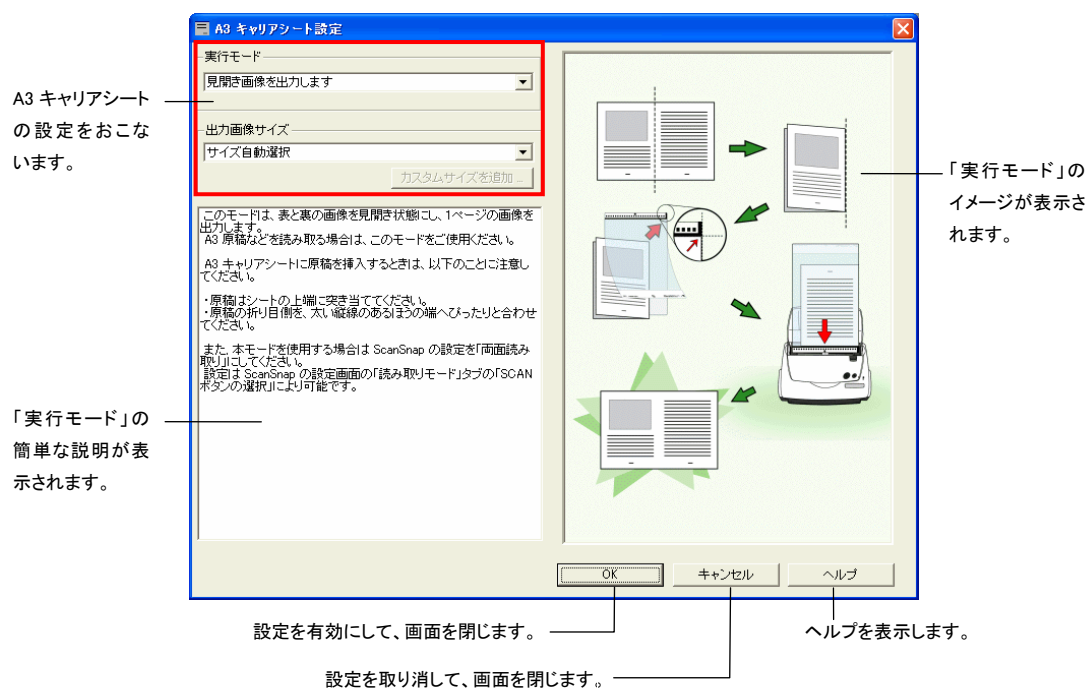 A3 キャリアシート設定
実行モード
見開き画像を出力します
出力画像サイズ
サイズ自動選択
カスタムサイズを追加...
このモードは、表と裏の画像を見開き状態にし、1ページの画像を
出力します。
A3 原稿などを読み取る場合は、このモードをご使用ください。
A3 キャリアシートに原稿を挿入するときは、以下のことに注意し
てください。
・原稿はシートの上端に突き当ててください。
・原稿の折り目側を、太い縦線のあるほうの端へぴったりと合わせ
てください。
また、本モードを使用する場合は ScanSnap の設定を「両面読み
取り」にしてください。
設定は ScanSnap の設定画面の「読み取りモード」タブの「SCAN
ボタンの選択」により可能です。
OK
キャンセル
ヘルプ
A3 キャリアシート
の設定をおこな
います。
「実行モード」の
簡単な説明が表
示されます。
「実行モード」の
イメージが表示さ
れます。
設定を有効にして、画面を閉じます。
ヘルプを表示します。
設定を取り消して、画面を閉じます。